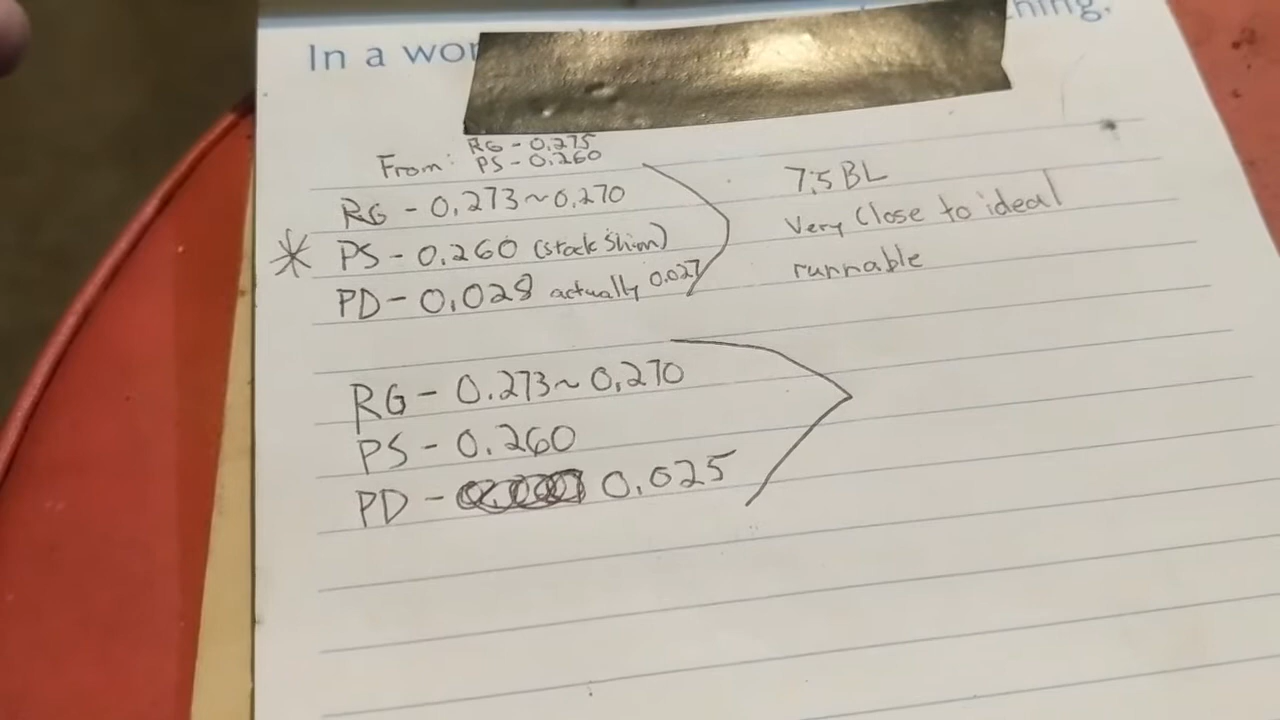 In a wor hing.
From: RG - 0.275
PS - 0.260
RG - 0.273 ~ 0.270
PS - 0.260 (stock Shim)
PD - 0.028 actually 0.027
7.5 BL
Very Close to ideal
runnable
RG - 0.273 ~ 0.270
PS - 0.260
PD - 0.025